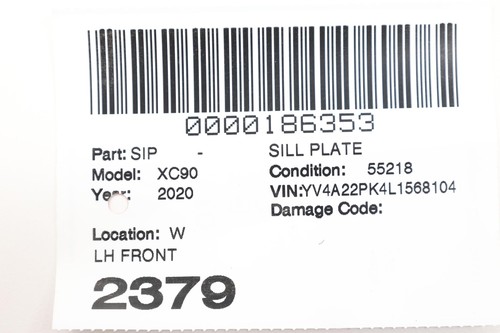 0000186353
Part: SIP - SILL PLATE
Model: XC90 Condition: 55218
Year: 2020 VIN:YV4A22PK4L1568104
Damage Code:
Location: W
LH FRONT
2379